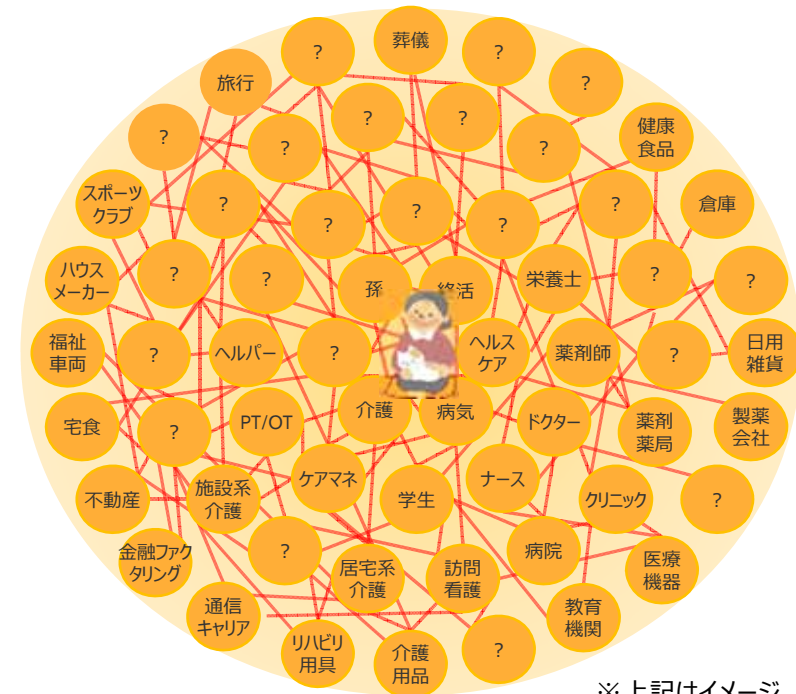 葬儀
?
?
旅行
?
?
?
?
?
?
健康
食品
スポーツ
クラブ
?
?
?
?
?
倉庫
ハウス
メーカー
?
?
孫
終活
栄養士
?
?
福祉
車両
?
ヘルパー
?
ヘルス
ケア
薬剤師
?
日用
雑貨
宅食
?
PT/OT
介護
病気
ドクター
薬剤
薬局
製薬
会社
不動産
施設系
介護
ケアマネ
学生
ナース
クリニック
?
金融ファク
タリング
?
居宅系
介護
訪問
看護
病院
医療
機器
通信
キャリア
リハビリ
用具
介護
用品
?
教育
機関
※ 上記はイメージ